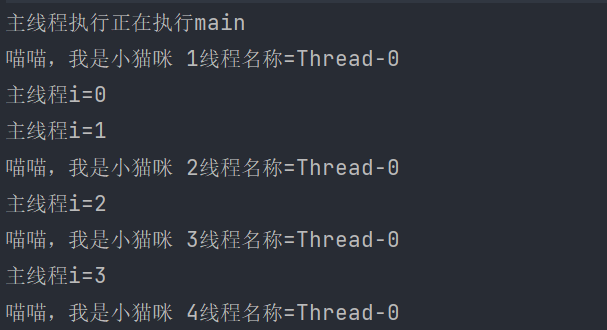 主线程执行正在执行main
喵喵，我是小猫咪 1线程名称=Thread-0
主线程i=0
主线程i=1
喵喵，我是小猫咪 2线程名称=Thread-0
主线程i=2
喵喵，我是小猫咪 3线程名称=Thread-0
主线程i=3
喵喵，我是小猫咪 4线程名称=Thread-0